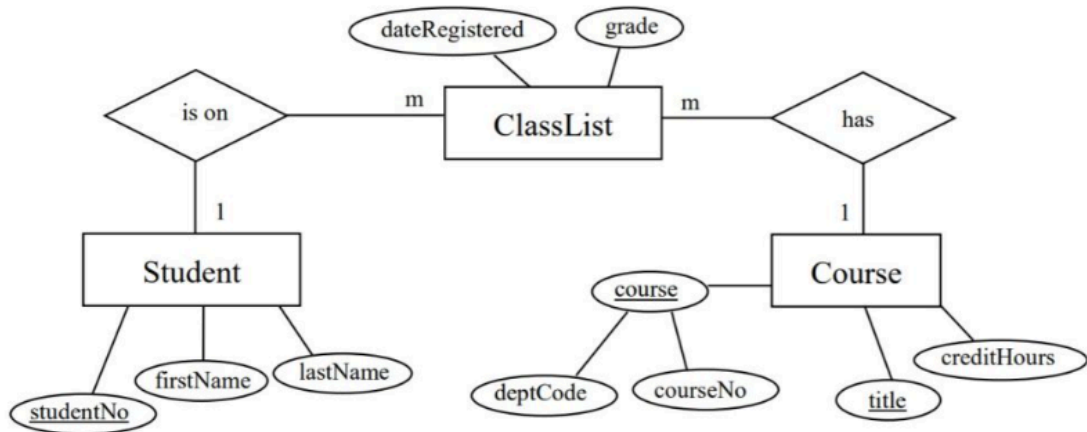 dateRegistered
grade
is on
m
ClassList
m
has
1
1
Student
course
Course
firstName
lastName
studentNo
deptCode
courseNo
creditHours
title